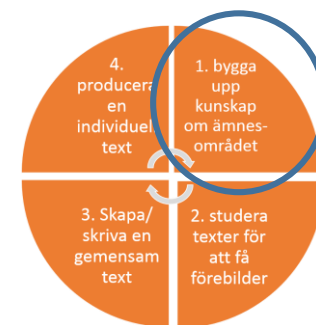 4.
producera
en
individuell
text
1. bygga
upp
kunskap
om ämnes-
området
3. Skapa/
skriva en
gemensam
text
2. studera
texter för
att få
förebilder